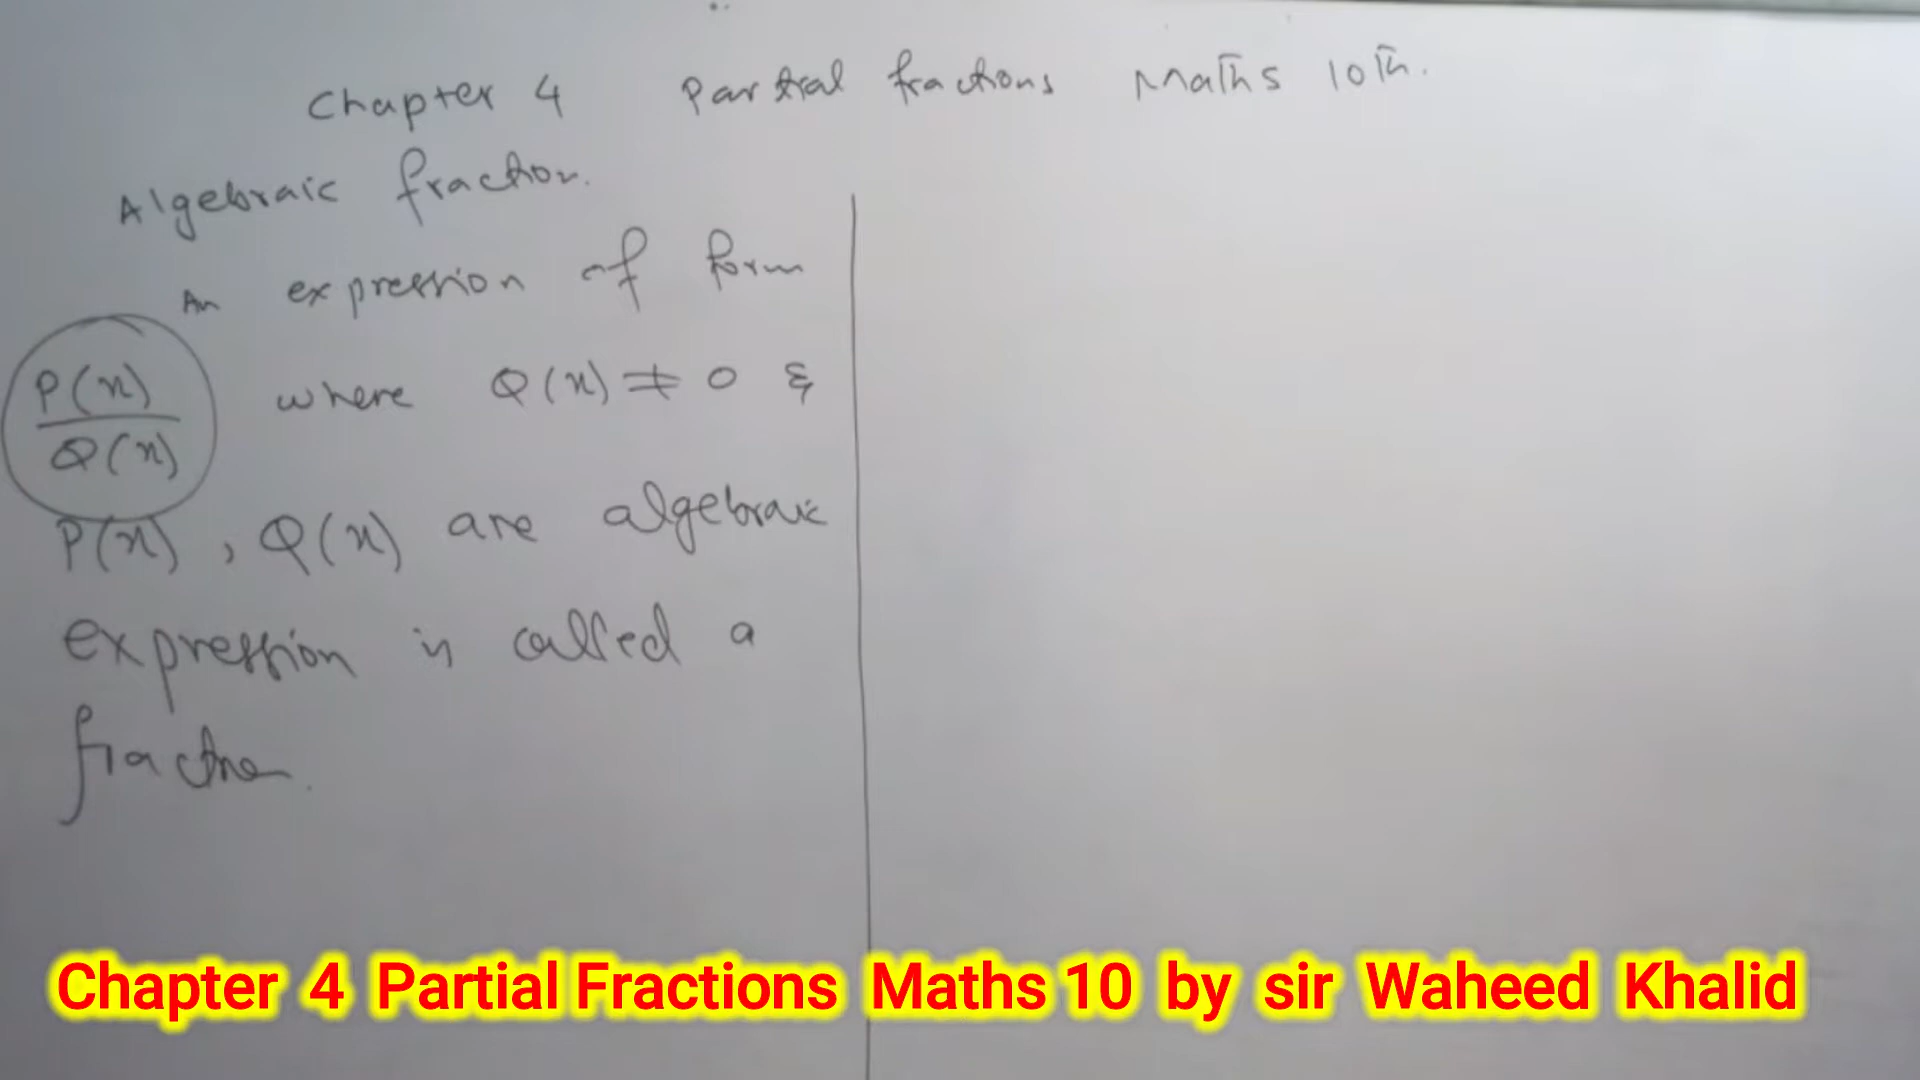 Chapter 4 Partial fractions Maths 10th.
Algebraic fraction.
An expression of form
P(x)/Q(x) where Q(x) ≠ 0 &
P(x), Q(x) are algebraic
expression is called a
fraction.
Chapter 4 Partial Fractions Maths 10 by sir Waheed Khalid